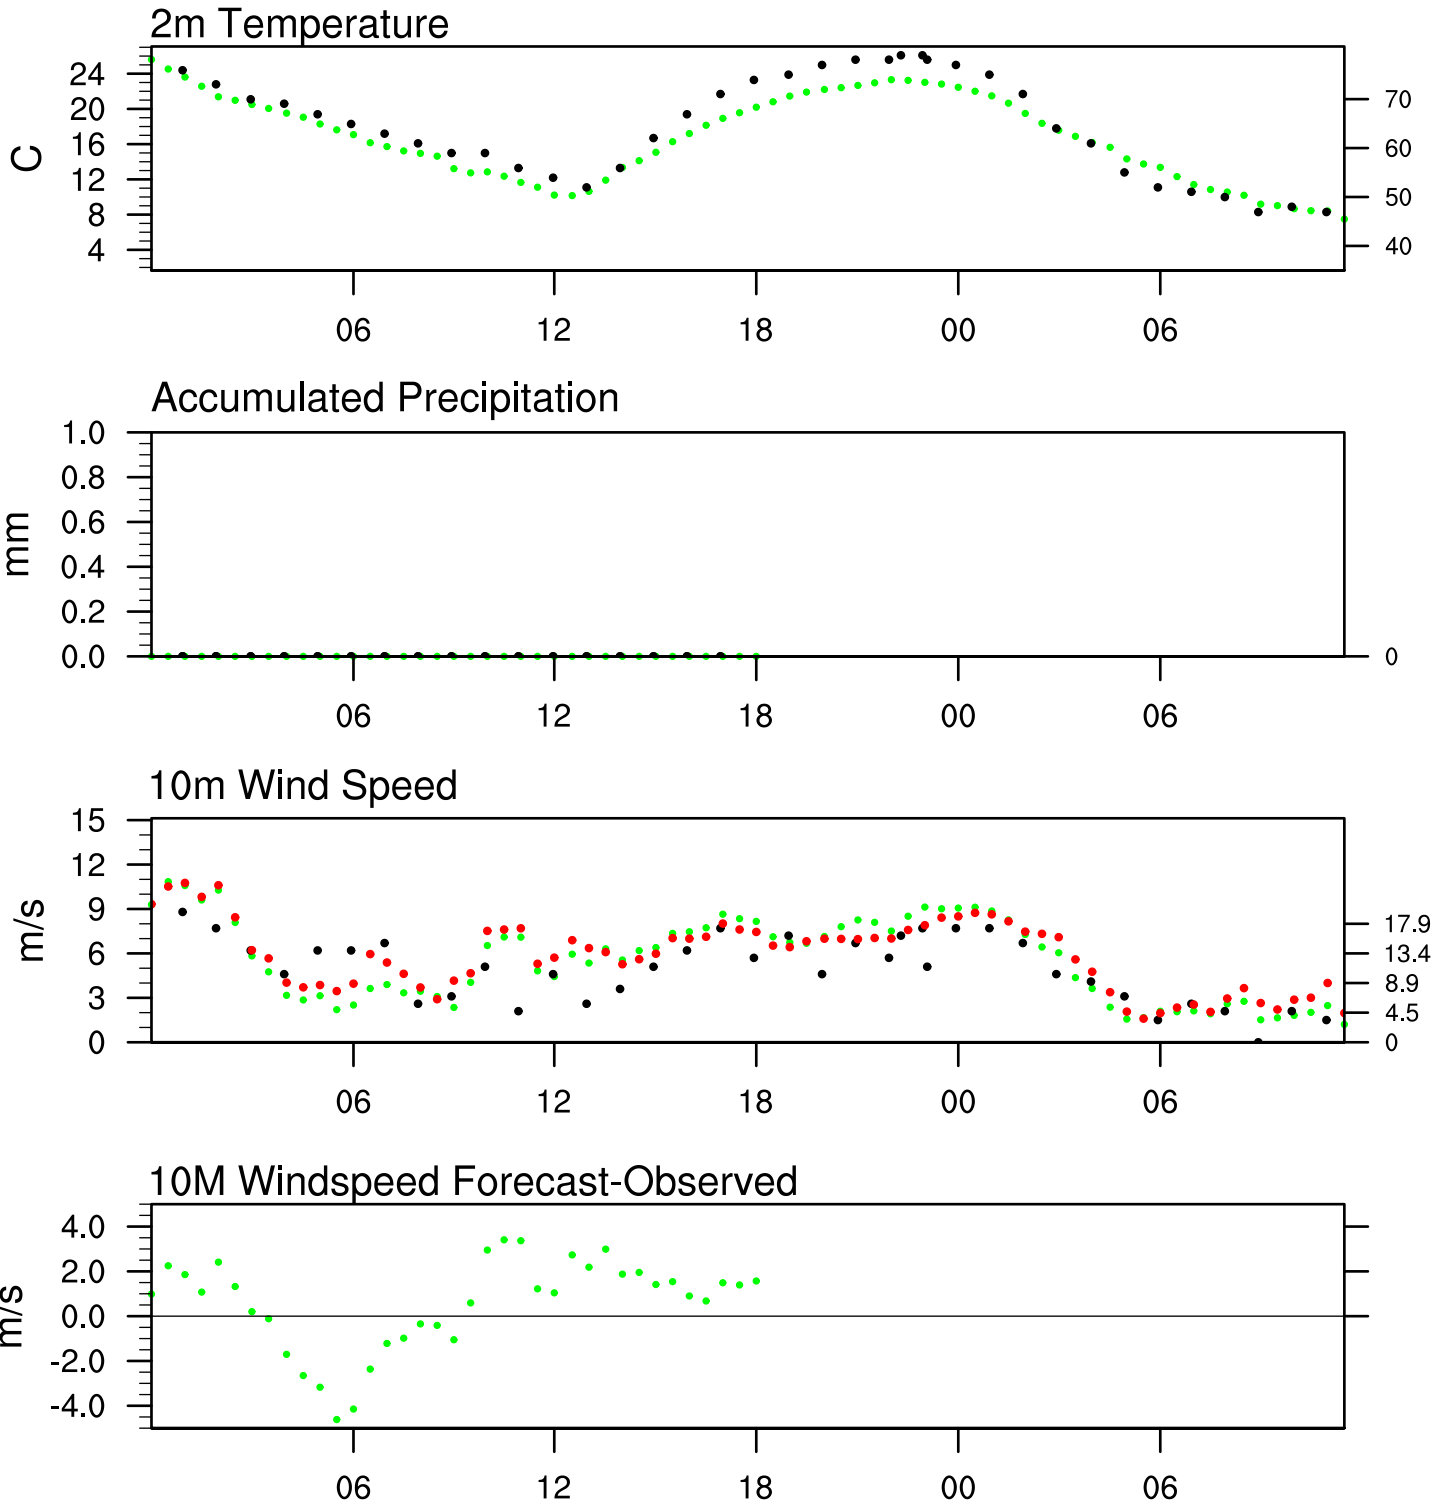 2m Temperature
C
24
20
16
12
8
4
70
60
50
40
06 12 18 00 06
Accumulated Precipitation
mm
1.0
0.8
0.6
0.4
0.2
0.0
0
06 12 18 00 06
10m Wind Speed
m/s
15
12
9
6
3
0
17.9
13.4
8.9
4.5
0
06 12 18 00 06
10M Windspeed Forecast-Observed
m/s
4.0
2.0
0.0
-2.0
-4.0
06 12 18 00 06